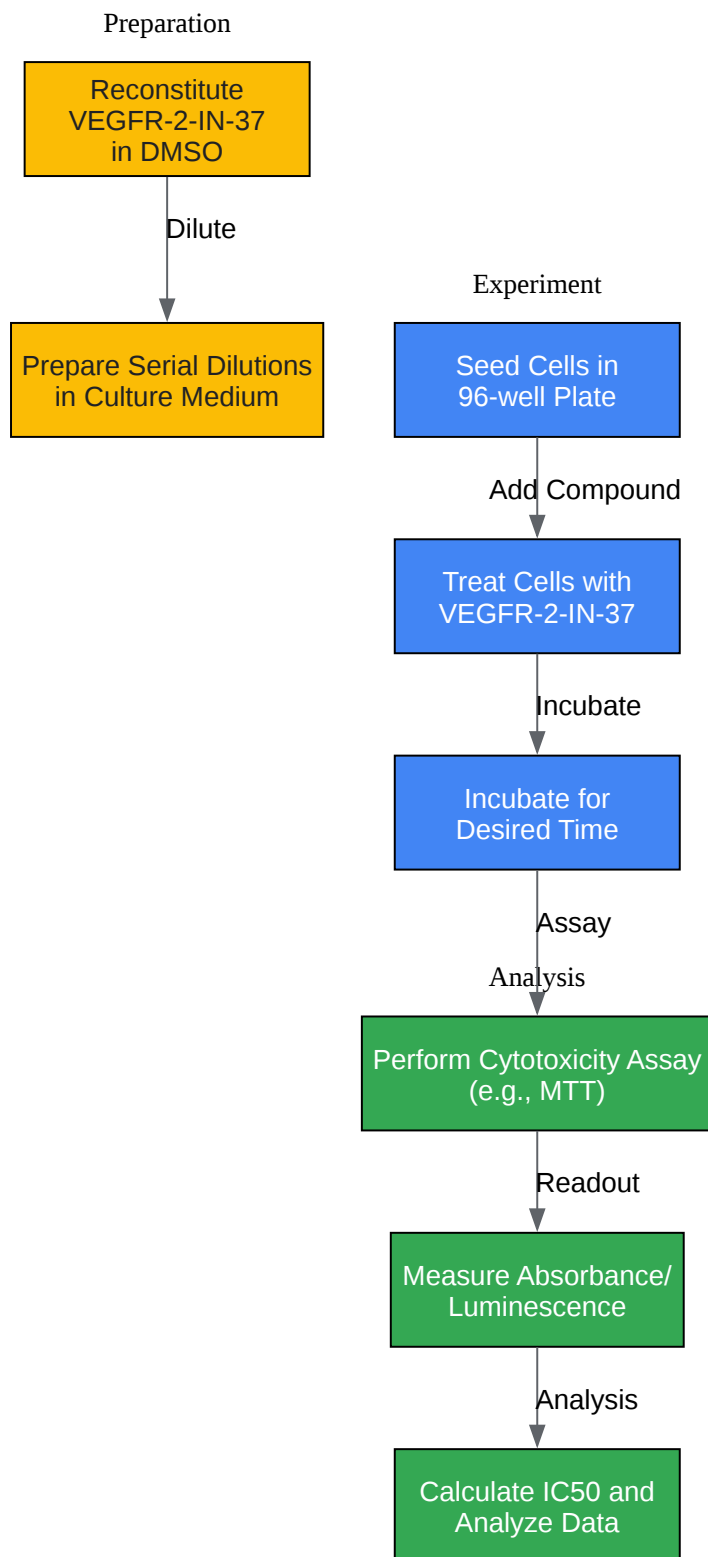 Preparation
Reconstitute
VEGFR-2-IN-37
in DMSO
Dilute
Prepare Serial Dilutions
in Culture Medium
Experiment
Seed Cells in
96-well Plate
Add Compound
Treat Cells with
VEGFR-2-IN-37
Incubate
Incubate for
Desired Time
Assay
Analysis
Perform Cytotoxicity Assay
(e.g., MTT)
Readout
Measure Absorbance/
Luminescence
Analysis
Calculate IC50 and
Analyze Data